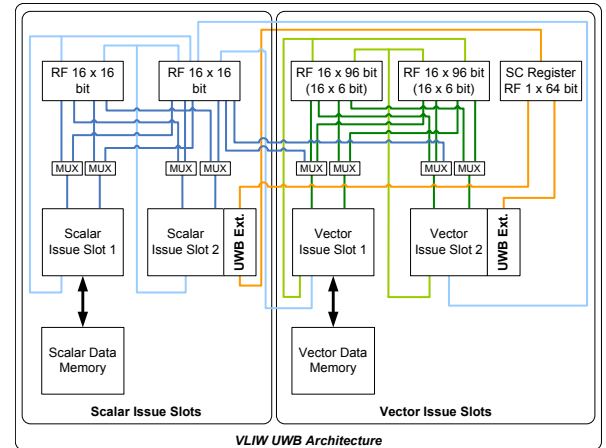 RF 16 x 16
bit
RF 16 x 16
bit
RF 16 x 96 bit
(16 x 6 bit)
RF 16 x 96 bit
(16 x 6 bit)
SC Register
RF 1 x 64 bit
MUX
MUX
MUX
MUX
MUX
MUX
MUX
MUX
Scalar
Issue Slot 1
Scalar
Issue Slot 2
UWB Ext.
Vector
Issue Slot 1
Vector
Issue Slot 2
UWB Ext.
Scalar Data
Memory
Vector Data
Memory
Scalar Issue Slots
Vector Issue Slots
VLIW UWB Architecture